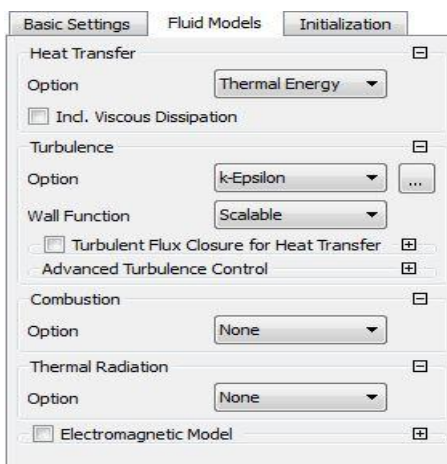 Basic Settings Fluid Models Initialization
Heat Transfer
Option Thermal Energy
Incl. Viscous Dissipation
Turbulence
Option k-Epsilon ...
Wall Function Scalable
Turbulent Flux Closure for Heat Transfer
Advanced Turbulence Control
Combustion
Option None
Thermal Radiation
Option None
Electromagnetic Model